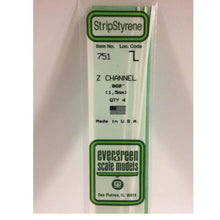 StripStyrene
Item No. Loc. Code
751 Z
Z CHANNEL
.060"
(1.5mm)
QTY 4
Made in U.S.A.
evergreen
scale models
Des Plaines, IL 60018